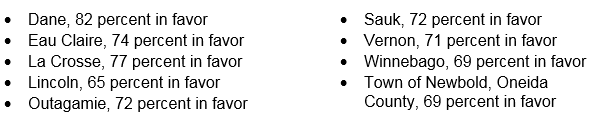 • Dane, 82 percent in favor
• Eau Claire, 74 percent in favor
• La Crosse, 77 percent in favor
• Lincoln, 65 percent in favor
• Outagamie, 72 percent in favor
• Sauk, 72 percent in favor
• Vernon, 71 percent in favor
• Winnebago, 69 percent in favor
• Town of Newbold, Oneida
County, 69 percent in favor